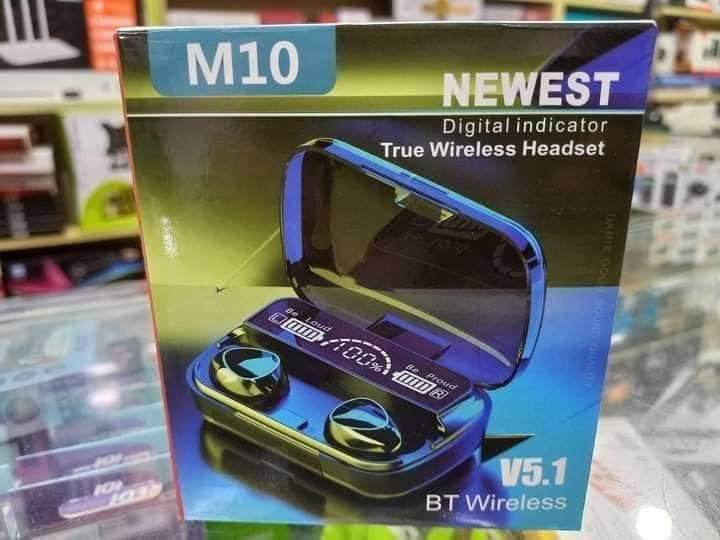 M10
NEWEST
Digital indicator
True Wireless Headset
Be Loud
L
100%
Be Proud
R
V5.1
BT Wireless